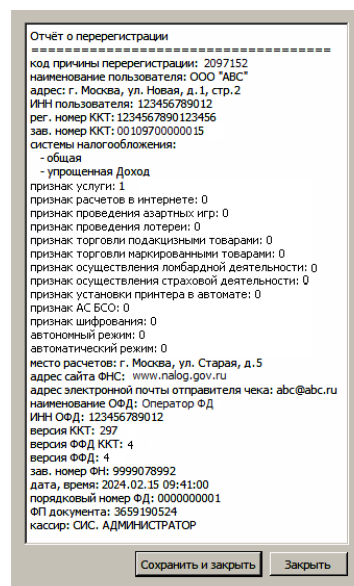 Отчёт о перерегистрации
=====================================
код причины перерегистрации: 2097152
наименование пользователя: ООО "АВС"
адрес: г. Москва, ул. Новая, д.1, стр.2
ИНН пользователя: 123456789012
рег. номер ККТ: 1234567890123456
зав. номер ККТ: 00109700000015
системы налогообложения:
- общая
- упрощенная Доход
признак услуги: 1
признак расчетов в интернете: 0
признак проведения азартных игр: 0
признак проведения лотереи: 0
признак торговли подакцизными товарами: 0
признак торговли маркированными товарами: 0
признак осуществления ломбардной деятельности: 0
признак осуществления страховой деятельности: 0
признак установки принтера в автомате: 0
признак АС БСО: 0
признак шифрования: 0
автономный режим: 0
автоматический режим: 0
место расчетов: г. Москва, ул. Старая, д.5
адрес сайта ФНС: www.nalog.gov.ru
адрес электронной почты отправителя чека: abc@abc.ru
наименование ОФД: Оператор ФД
ИНН ОФД: 123456789012
версия ККТ: 297
версия ФФД ККТ: 4
версия ФФД: 4
зав. номер ФН: 9999078992
дата, время: 2024.02.15 09:41:00
порядковый номер ФД: 0000000001
ФП документа: 3659190524
кассир: СИС. АДМИНИСТРАТОР
Сохранить и закрыть
Закрыть